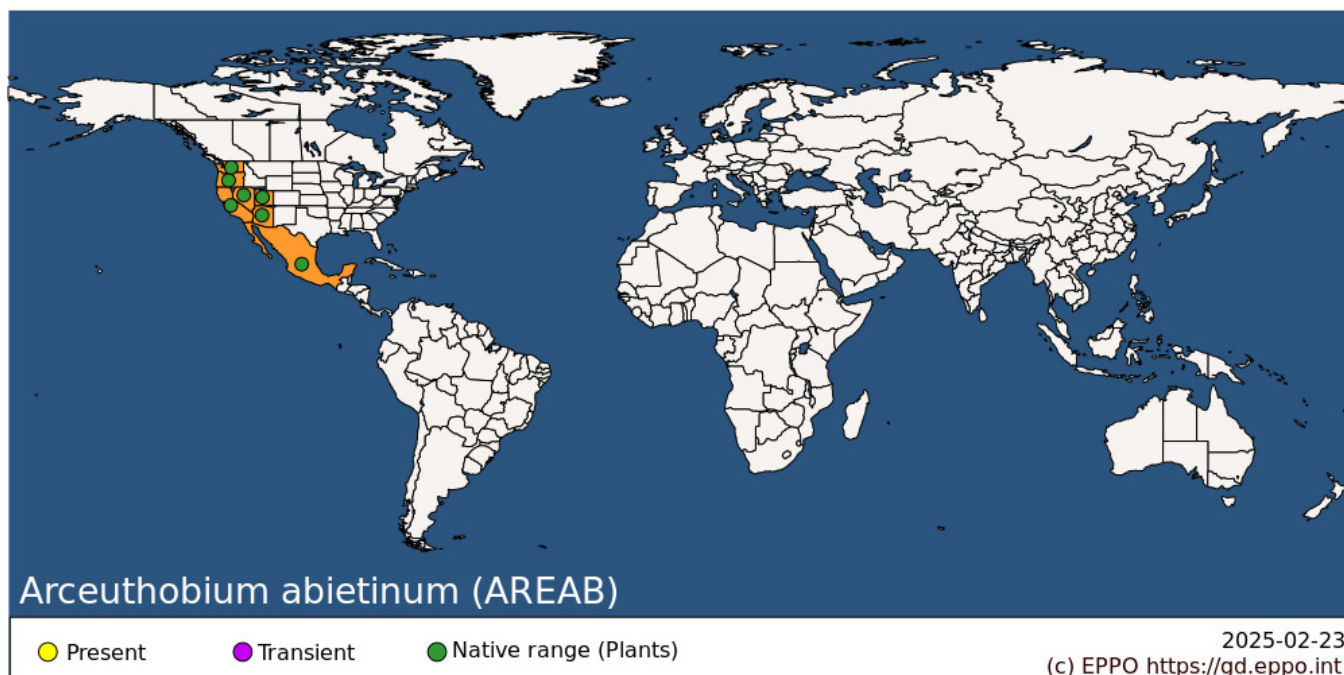 Arceuthobium abietinum (AREAB)
Present
Transient
Native range (Plants)
2025-02-23
(c) EPPO https://gd.eppo.int